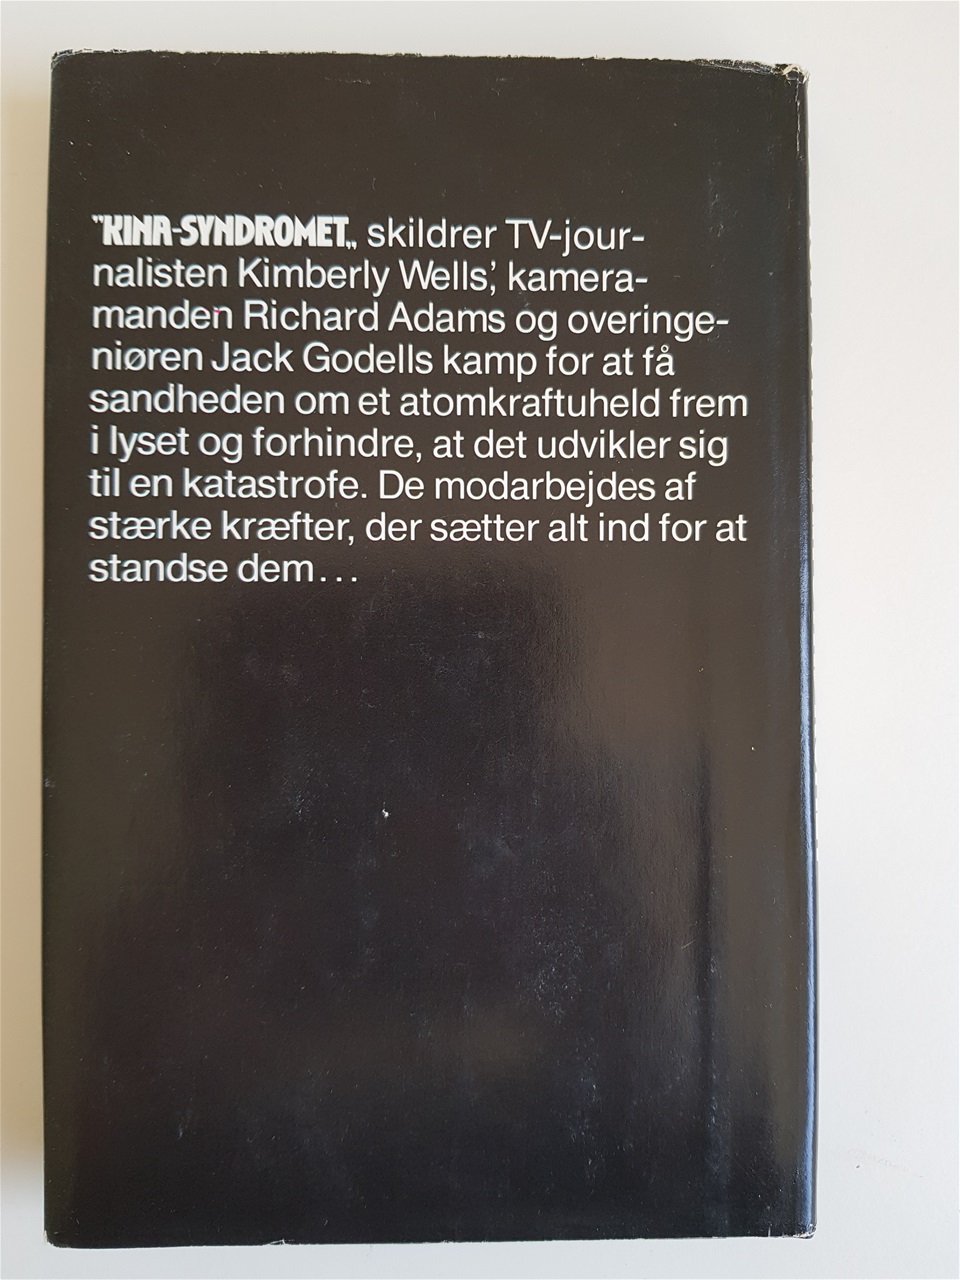 "KINA-SYNDROMET„ skildrer TV-jour-
nalisten Kimberly Wells', kamera-
manden Richard Adams og overinge-
niøren Jack Godells kamp for at få
sandheden om et atomkraftuheld frem
i lyset og forhindre, at det udvikler sig
til en katastrofe. De modarbejdes af
stærke kræfter, der sætter alt ind for at
standse dem...